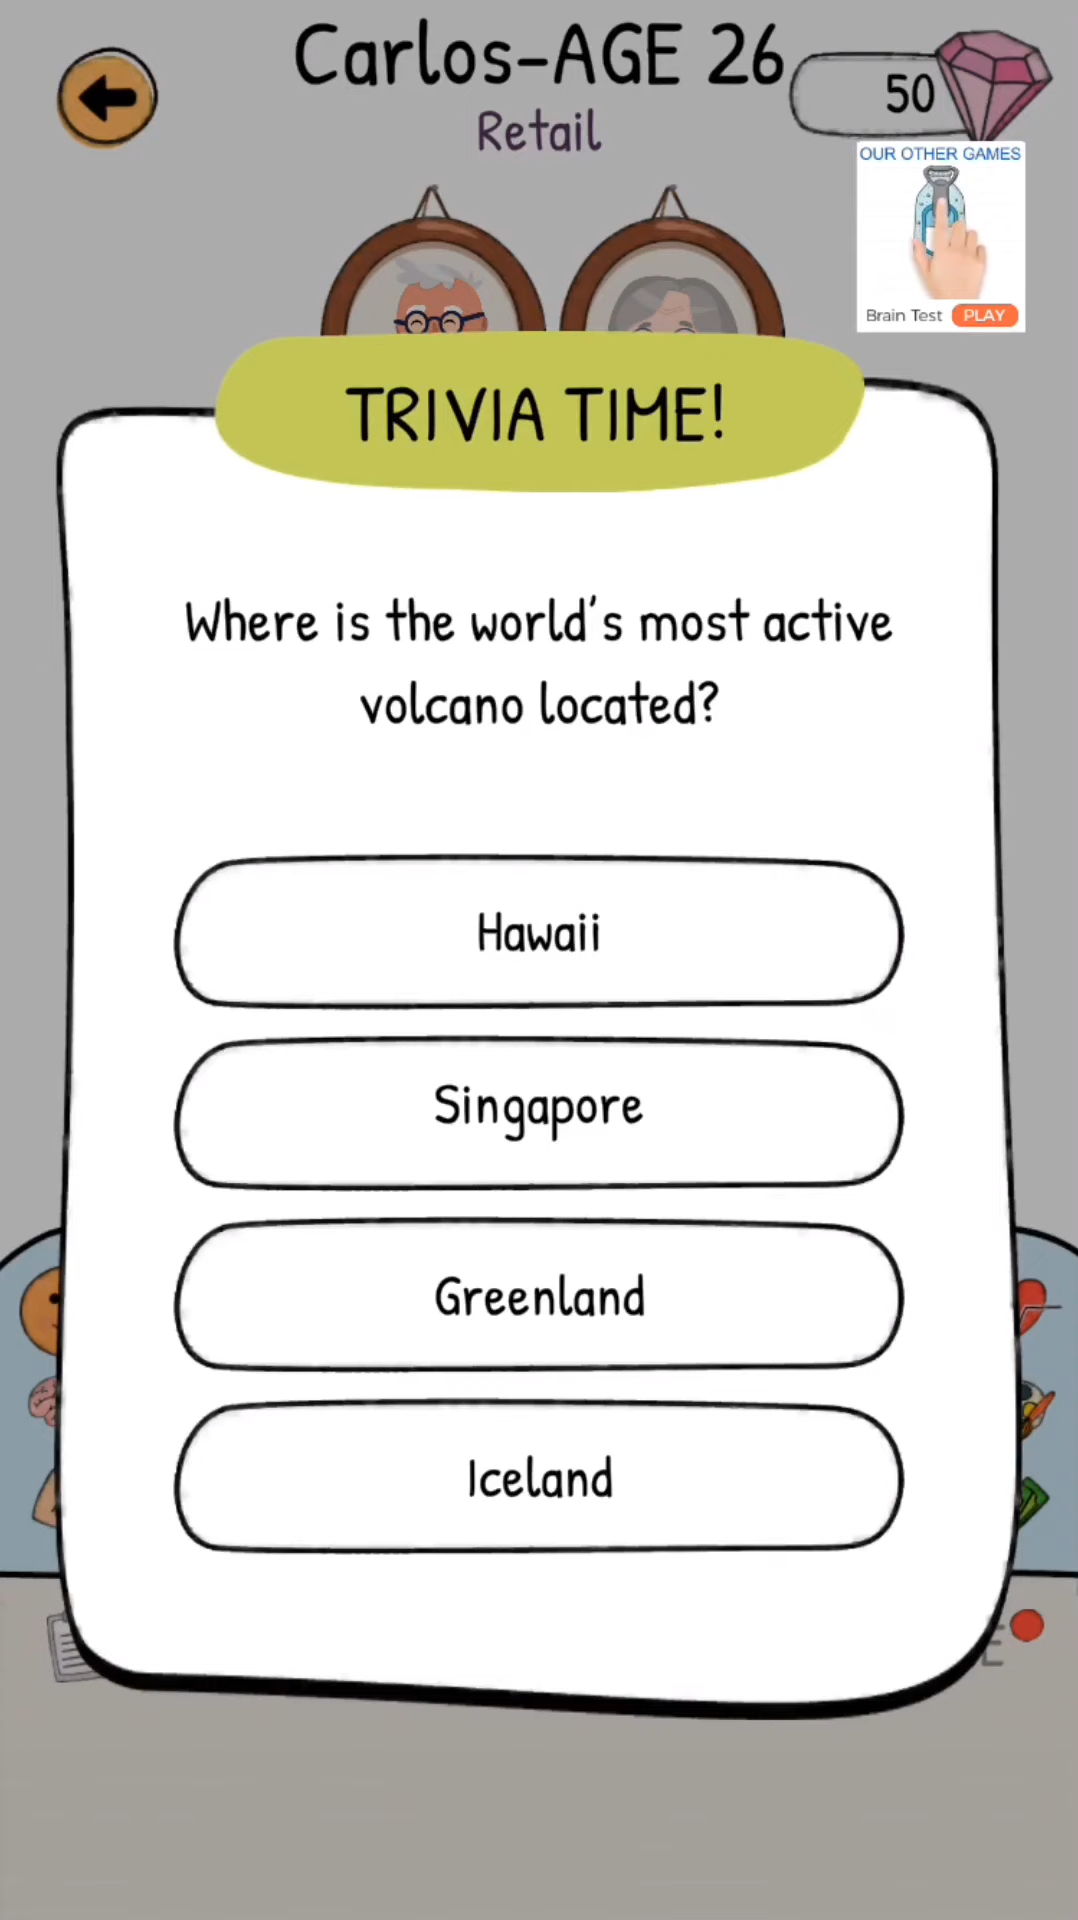 Carlos-AGE 26
50
Retail
OUR OTHER GAMES
Brain Test PLAY
TRIVIA TIME!
Where is the world's most active
volcano located?
Hawaii
Singapore
Greenland
Iceland
E